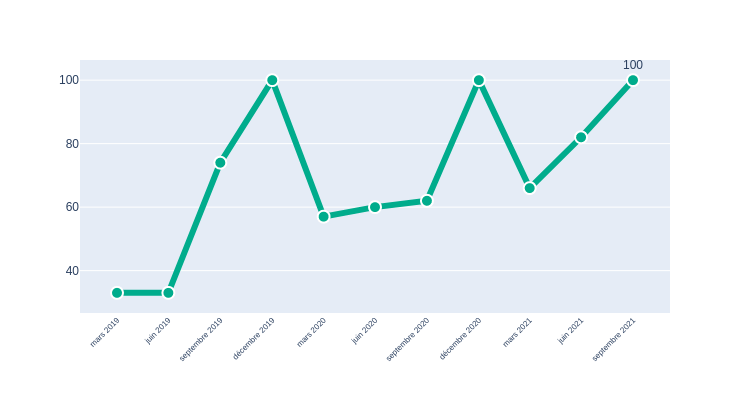 100
100
80
60
40
mars 2019
juin 2019
septembre 2019
décembre 2019
mars 2020
juin 2020
septembre 2020
décembre 2020
mars 2021
juin 2021
septembre 2021